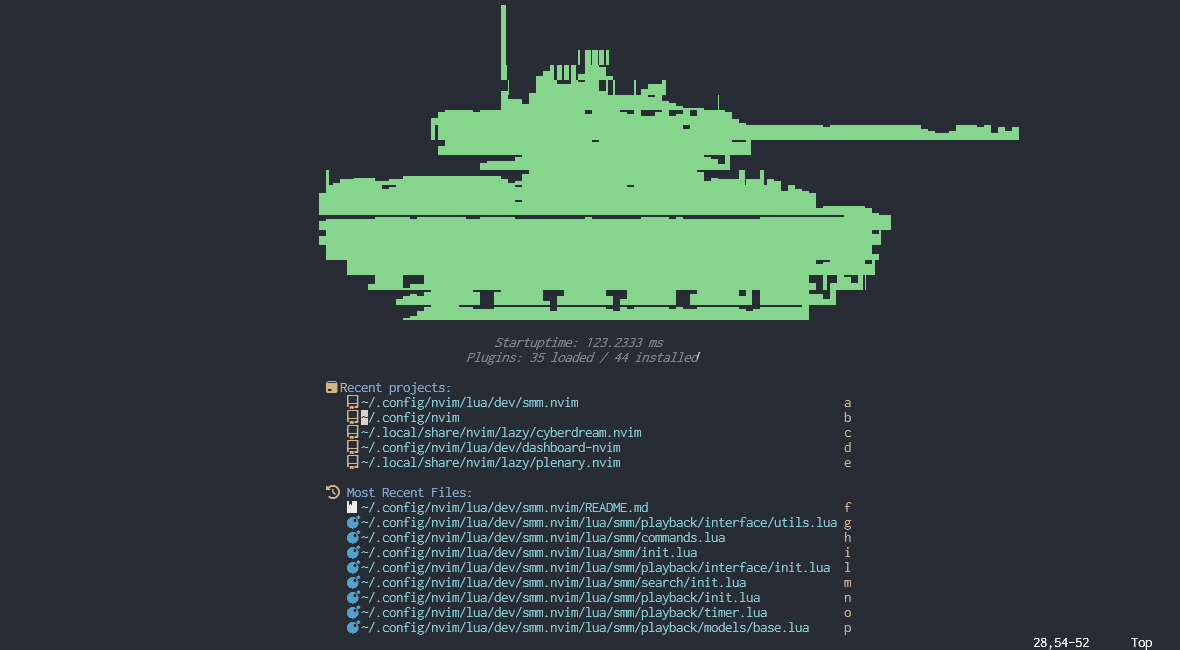 Startuptime: 123.2333 ms
Plugins: 35 loaded / 44 installed
Recent projects:
~/.config/nvim/lua/dev/smm.nvim a
~/.config/nvim b
~/.local/share/nvim/lazy/cyberdream.nvim c
~/.config/nvim/lua/dev/dashboard-nvim d
~/.local/share/nvim/lazy/plenary.nvim e
Most Recent Files:
~/.config/nvim/lua/dev/smm.nvim/README.md f
~/.config/nvim/lua/dev/smm.nvim/lua/smm/playback/interface/utils.lua g
~/.config/nvim/lua/dev/smm.nvim/lua/smm/commands.lua h
~/.config/nvim/lua/dev/smm.nvim/lua/smm/init.lua i
~/.config/nvim/lua/dev/smm.nvim/lua/smm/playback/interface/init.lua l
~/.config/nvim/lua/dev/smm.nvim/lua/smm/search/init.lua m
~/.config/nvim/lua/dev/smm.nvim/lua/smm/playback/init.lua n
~/.config/nvim/lua/dev/smm.nvim/lua/smm/playback/timer.lua o
~/.config/nvim/lua/dev/smm.nvim/lua/smm/playback/models/base.lua p
28,54-52 Top